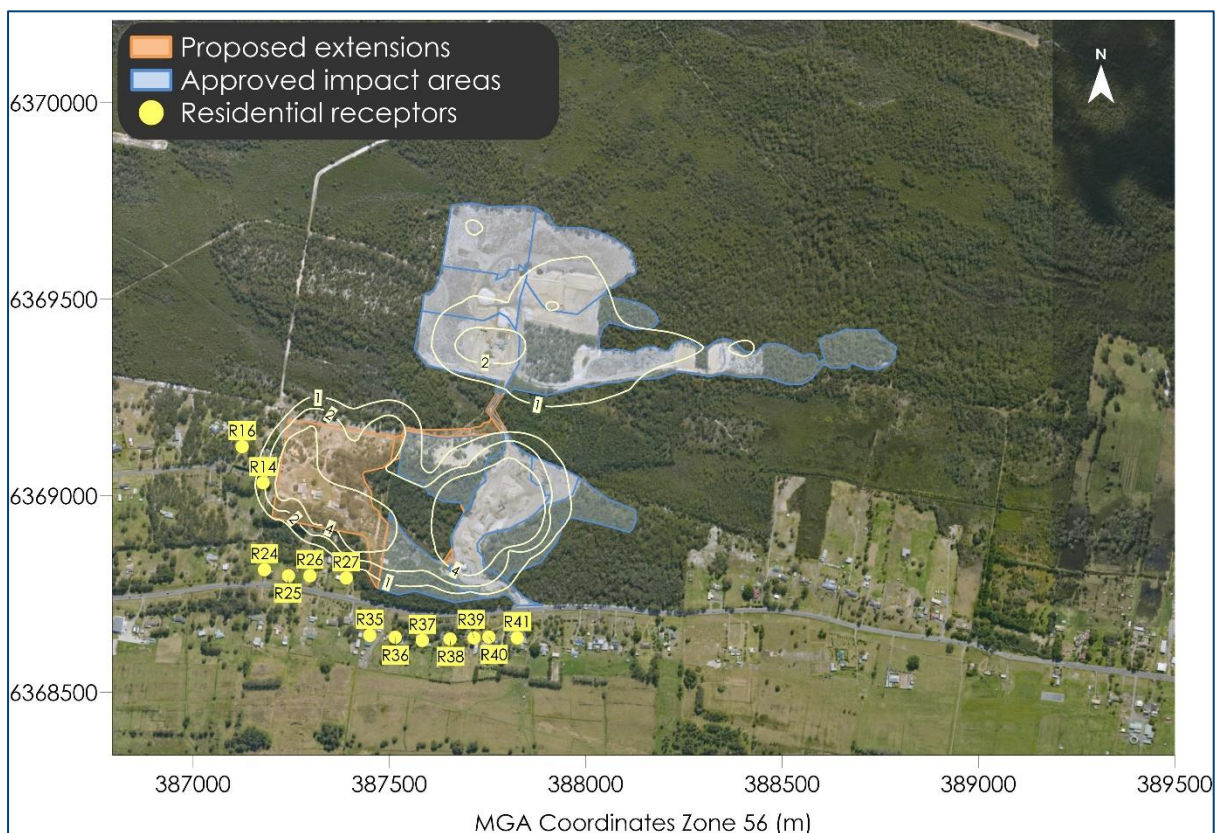 Proposed extensions
Approved impact areas
Residential receptors
N
6370000
6369500
6369000
6368500
2
1
1
2
R16
R14
2
4
4
1
R24
R25
R26
R27
R35
R36
R37
R38
R39
R40
R41
387000
387500
388000
388500
389000
389500
MGA Coordinates Zone 56 (m)